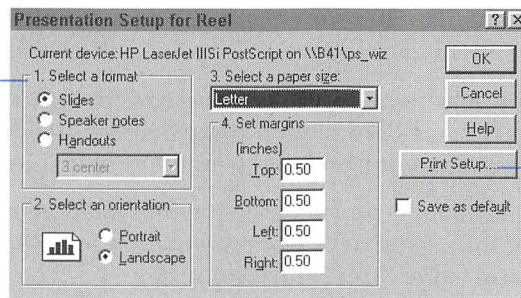 Presentation Setup for Reel
Current device: HP LaserJet IIISi PostScript on \\B41\ps_wiz
1. Select a format
Slides
Speaker notes
Handouts
3 center
2. Select an orientation
Portrait
Landscape
3. Select a paper size:
Letter
4. Set margins
(inches)
Top: 0.50
Bottom: 0.50
Left: 0.50
Right: 0.50
OK
Cancel
Help
Print Setup...
Save as default